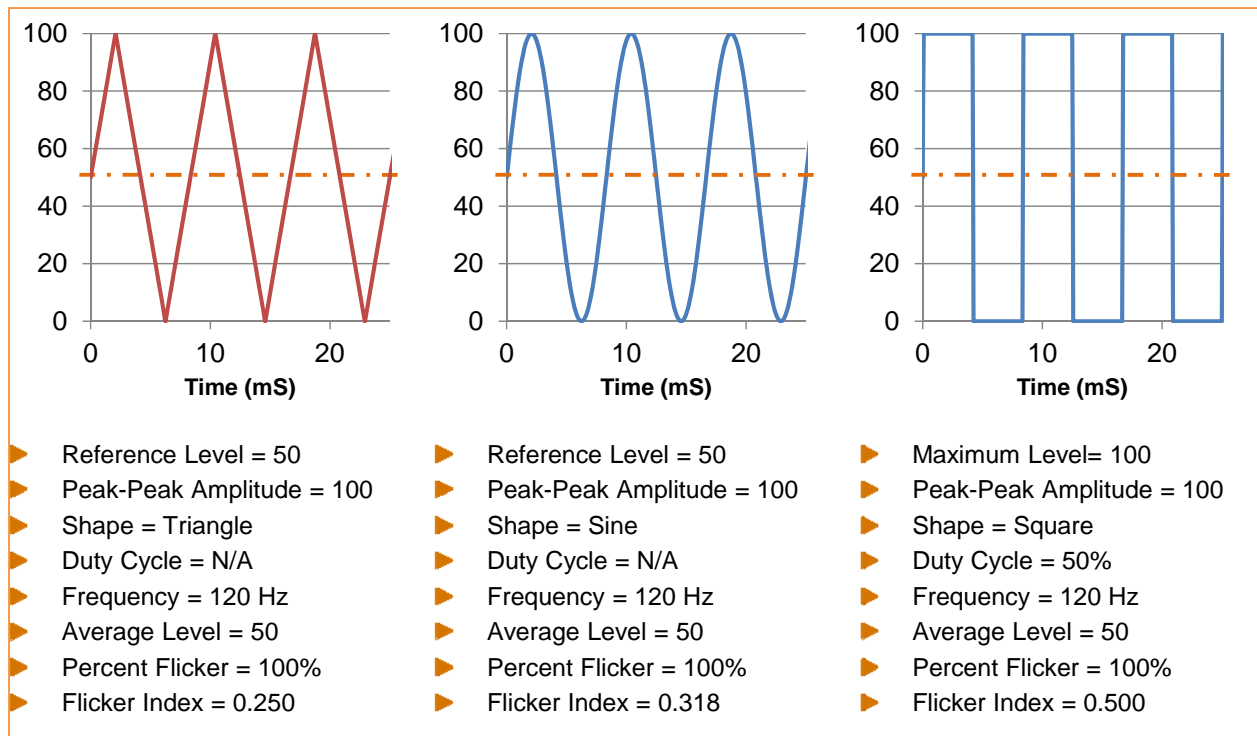 100
80
60
40
20
0
0 10 20
Time (mS)
100
80
60
40
20
0
0 10 20
Time (mS)
100
80
60
40
20
0
0 10 20
Time (mS)
Reference Level = 50
Peak-Peak Amplitude = 100
Shape = Triangle
Duty Cycle = N/A
Frequency = 120 Hz
Average Level = 50
Percent Flicker = 100%
Flicker Index = 0.250
Reference Level = 50
Peak-Peak Amplitude = 100
Shape = Sine
Duty Cycle = N/A
Frequency = 120 Hz
Average Level = 50
Percent Flicker = 100%
Flicker Index = 0.318
Maximum Level= 100
Peak-Peak Amplitude = 100
Shape = Square
Duty Cycle = 50%
Frequency = 120 Hz
Average Level = 50
Percent Flicker = 100%
Flicker Index = 0.500